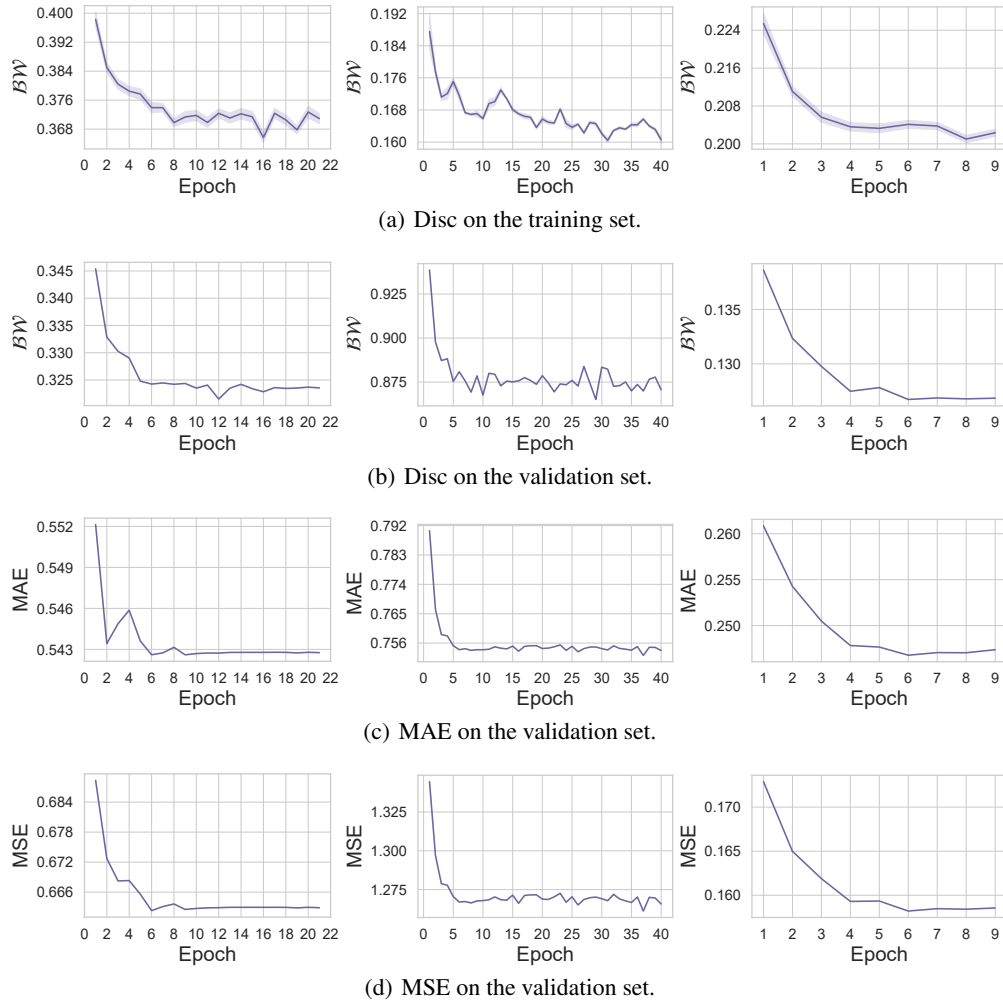 0.400
0.392
0.384
0.376
0.368
BW
0 2 4 6 8 10 12 14 16 18 20 22
Epoch
0.192
0.184
0.176
0.168
0.160
BW
0 5 10 15 20 25 30 35 40
Epoch
0.224
0.216
0.208
0.200
BW
1 2 3 4 5 6 7 8 9
Epoch
(a) Disc on the training set.
0.345
0.340
0.335
0.330
0.325
BW
0 2 4 6 8 10 12 14 16 18 20 22
Epoch
0.925
0.900
0.875
BW
0 5 10 15 20 25 30 35 40
Epoch
0.135
0.130
BW
1 2 3 4 5 6 7 8 9
Epoch
(b) Disc on the validation set.
0.552
0.549
0.546
0.543
MAE
0 2 4 6 8 10 12 14 16 18 20 22
Epoch
0.792
0.783
0.774
0.765
0.756
MAE
0 5 10 15 20 25 30 35 40
Epoch
0.260
0.255
0.250
MAE
1 2 3 4 5 6 7 8 9
Epoch
(c) MAE on the validation set.
0.684
0.678
0.672
0.666
MSE
0 2 4 6 8 10 12 14 16 18 20 22
Epoch
1.325
1.300
1.275
MSE
0 5 10 15 20 25 30 35 40
Epoch
0.170
0.165
0.160
MSE
1 2 3 4 5 6 7 8 9
Epoch
(d) MSE on the validation set.